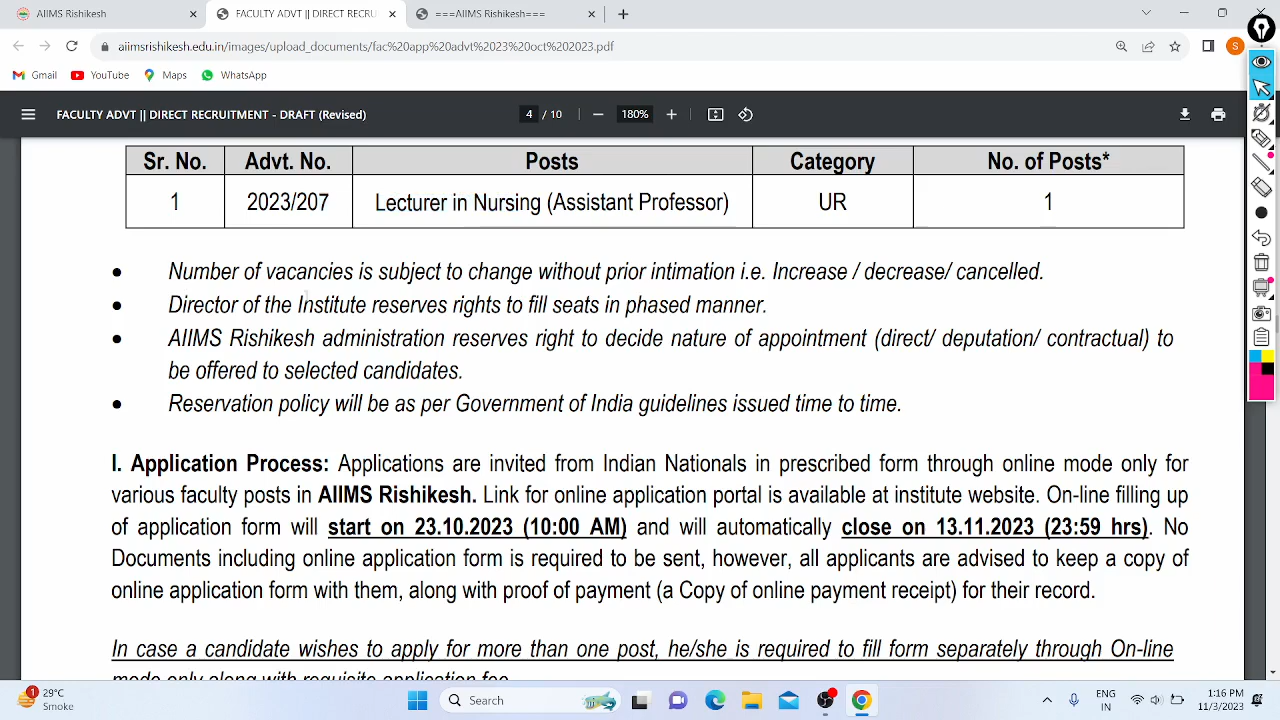 AIIMS Rishikesh
FACULTY ADVT || DIRECT RECRU
===AIIMS Rishikesh===
aiimsrishikesh.edu.in/images/upload_documents/fac%20app%20advt%2023%20oct%202023.pdf
S
Gmail
YouTube
Maps
WhatsApp
FACULTY ADVT || DIRECT RECRUITMENT - DRAFT (Revised)
4 / 10
180%
Sr. No. Advt. No. Posts Category No. of Posts*
1 2023/207 Lecturer in Nursing (Assistant Professor) UR 1
• Number of vacancies is subject to change without prior intimation i.e. Increase / decrease/ cancelled.
• Director of the Institute reserves rights to fill seats in phased manner.
• AIIMS Rishikesh administration reserves right to decide nature of appointment (direct/ deputation/ contractual) to
be offered to selected candidates.
• Reservation policy will be as per Government of India guidelines issued time to time.
I. Application Process: Applications are invited from Indian Nationals in prescribed form through online mode only for
various faculty posts in AIIMS Rishikesh. Link for online application portal is available at institute website. On-line filling up
of application form will start on 23.10.2023 (10:00 AM) and will automatically close on 13.11.2023 (23:59 hrs). No
Documents including online application form is required to be sent, however, all applicants are advised to keep a copy of
online application form with them, along with proof of payment (a Copy of online payment receipt) for their record.
In case a candidate wishes to apply for more than one post, he/she is required to fill form separately through On-line
mode only along with requisite application fee
1
29°C
Smoke
Search
ENG
IN
1:16 PM
11/3/2023